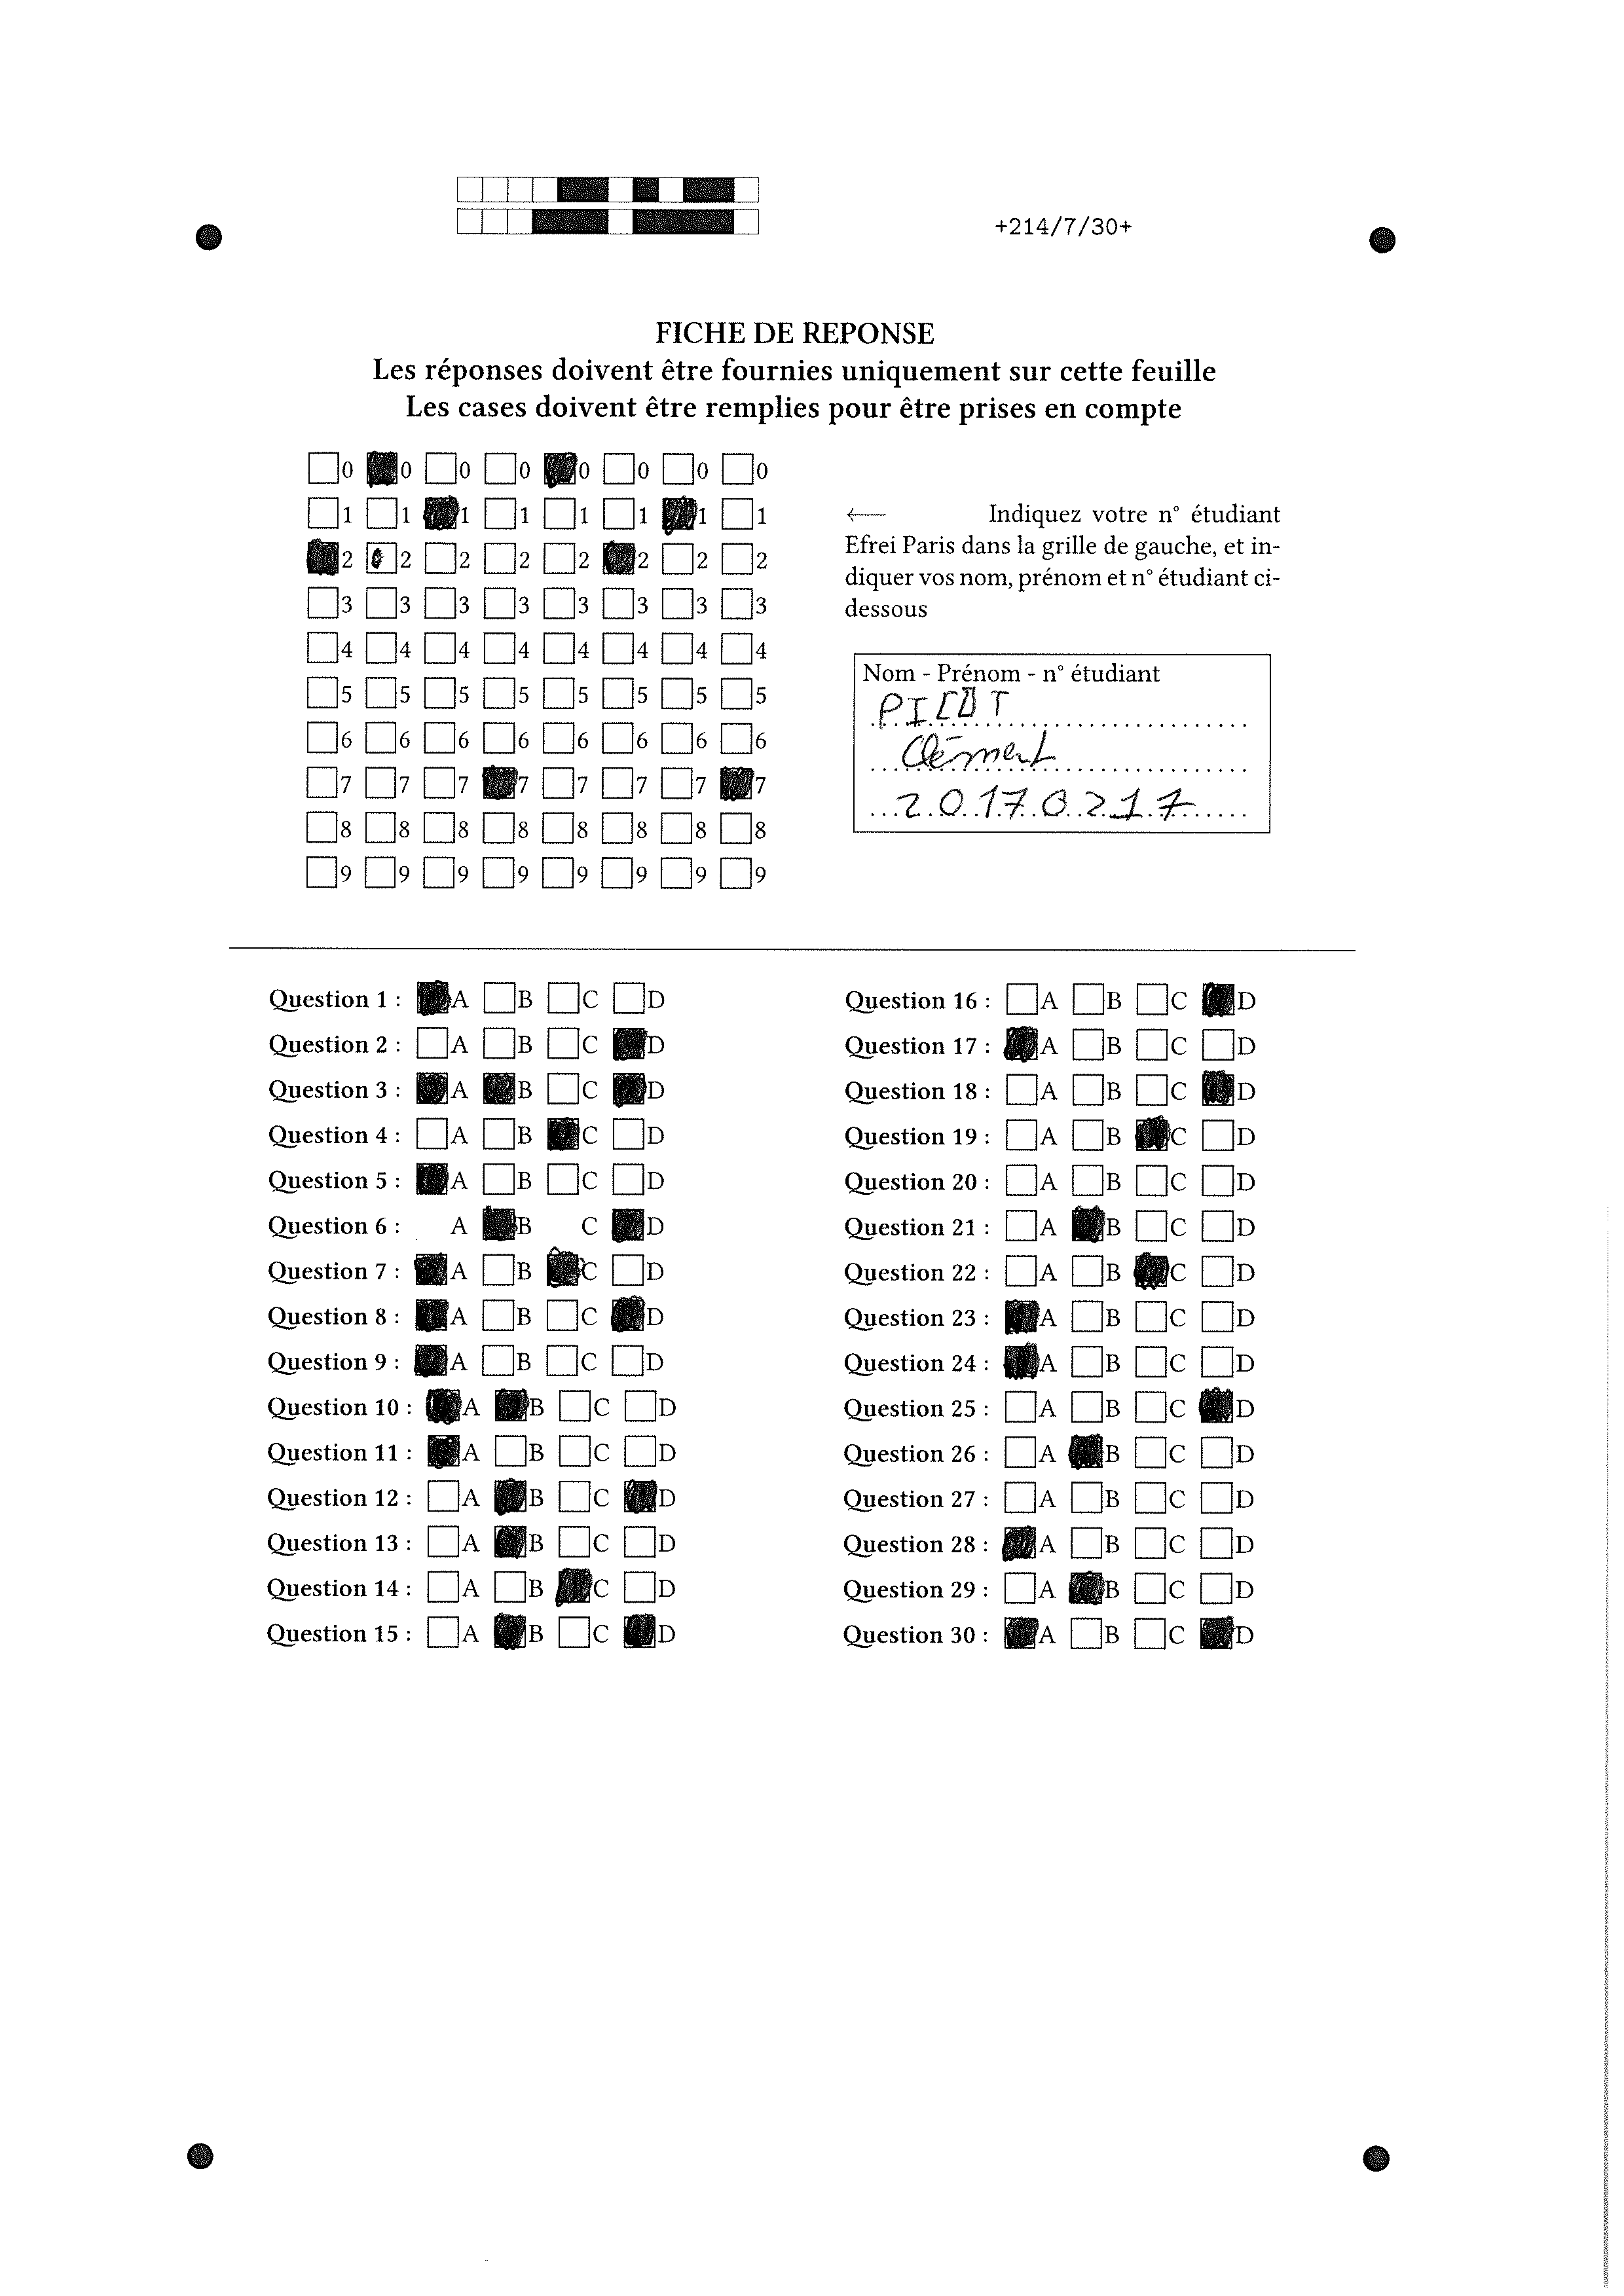 +214/7/30+
FICHE DE REPONSE
Les réponses doivent être fournies uniquement sur cette feuille
Les cases doivent être remplies pour être prises en compte
0 0 0 0 0 0 0 0
1 1 1 1 1 1 1 1
2 2 2 2 2 2 2 2
3 3 3 3 3 3 3 3
4 4 4 4 4 4 4 4
5 5 5 5 5 5 5 5
6 6 6 6 6 6 6 6
7 7 7 7 7 7 7 7
8 8 8 8 8 8 8 8
9 9 9 9 9 9 9 9
← Indiquez votre n° étudiant
Efrei Paris dans la grille de gauche, et in-
diquer vos nom, prénom et n° étudiant ci-
dessous
Nom - Prénom - n° étudiant
PICOT
Clément
20170217
Question 1 : A B C D
Question 2 : A B C D
Question 3 : A B C D
Question 4 : A B C D
Question 5 : A B C D
Question 6 : A B C D
Question 7 : A B C D
Question 8 : A B C D
Question 9 : A B C D
Question 10 : A B C D
Question 11 : A B C D
Question 12 : A B C D
Question 13 : A B C D
Question 14 : A B C D
Question 15 : A B C D
Question 16 : A B C D
Question 17 : A B C D
Question 18 : A B C D
Question 19 : A B C D
Question 20 : A B C D
Question 21 : A B C D
Question 22 : A B C D
Question 23 : A B C D
Question 24 : A B C D
Question 25 : A B C D
Question 26 : A B C D
Question 27 : A B C D
Question 28 : A B C D
Question 29 : A B C D
Question 30 : A B C D